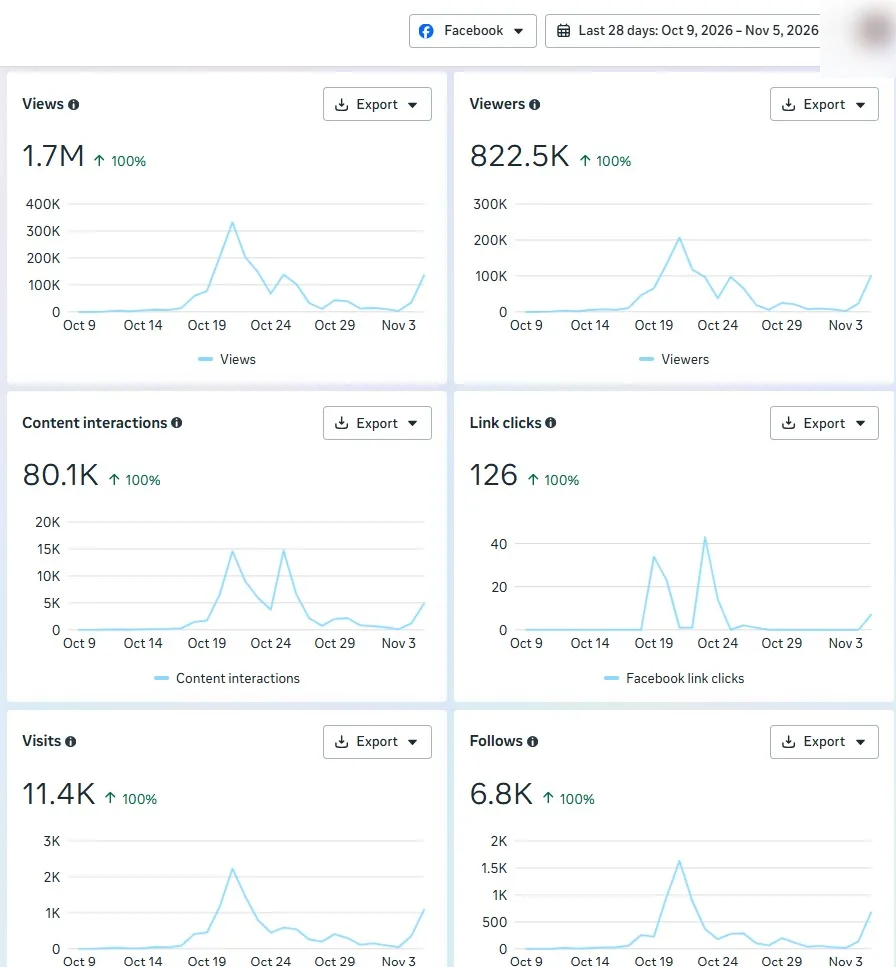 Facebook
Last 28 days: Oct 9, 2026 – Nov 5, 2026
Views
Export
1.7M ↑ 100%
400K
300K
200K
100K
0
Oct 9 Oct 14 Oct 19 Oct 24 Oct 29 Nov 3
Views
Viewers
Export
822.5K ↑ 100%
300K
200K
100K
0
Oct 9 Oct 14 Oct 19 Oct 24 Oct 29 Nov 3
Viewers
Content interactions
Export
80.1K ↑ 100%
20K
15K
10K
5K
0
Oct 9 Oct 14 Oct 19 Oct 24 Oct 29 Nov 3
Content interactions
Link clicks
Export
126 ↑ 100%
40
20
0
Oct 9 Oct 14 Oct 19 Oct 24 Oct 29 Nov 3
Facebook link clicks
Visits
Export
11.4K ↑ 100%
3K
2K
1K
0
Oct 9 Oct 14 Oct 19 Oct 24 Oct 29 Nov 3
Follows
Export
6.8K ↑ 100%
2K
1.5K
1K
500
0
Oct 9 Oct 14 Oct 19 Oct 24 Oct 29 Nov 3